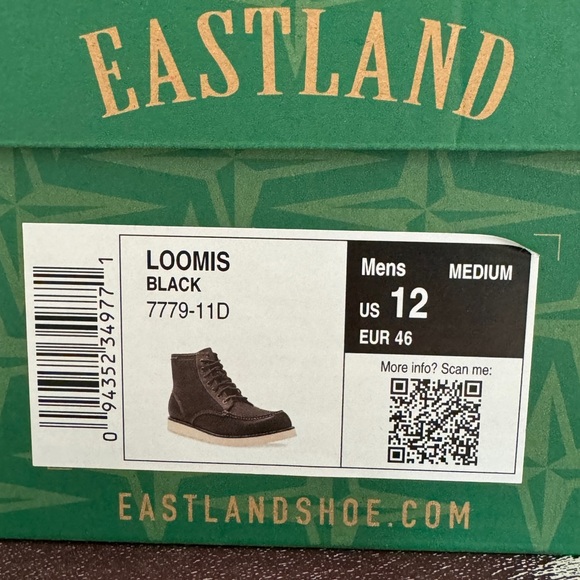 EASTLAND
0 94352 34977 1
LOOMIS
BLACK
7779-11D
Mens MEDIUM
US 12
EUR 46
More info? Scan me:
EASTLANDSHOE.COM